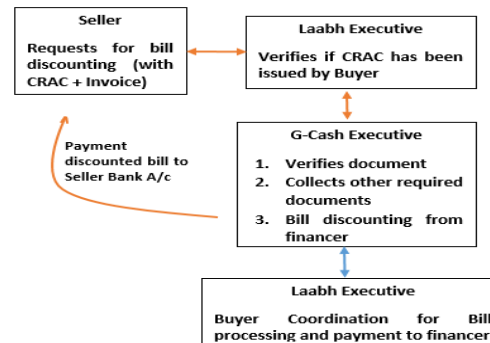 Seller
Requests for bill
discounting (with
CRAC + Invoice)
Laabh Executive
Verifies if CRAC has been
issued by Buyer
Payment
discounted bill to
Seller Bank A/c
G-Cash Executive
1. Verifies document
2. Collects other required
documents
3. Bill discounting from
financer
Laabh Executive
Buyer Coordination for Bill
processing and payment to financer